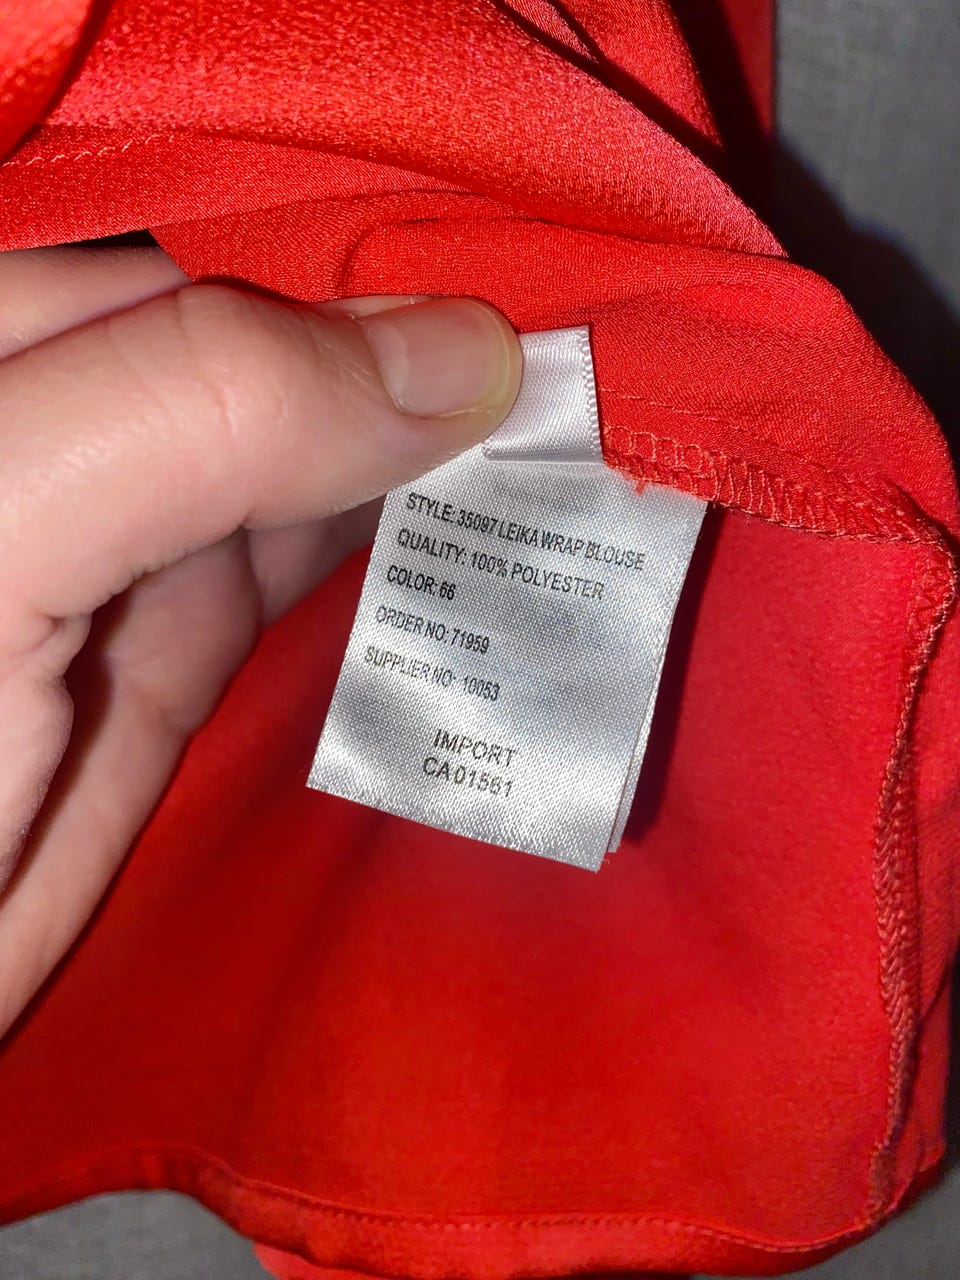 STYLE: 35097 LEIKA WRAP BLOUSE
QUALITY: 100% POLYESTER
COLOR: 66
ORDER NO: 71959
SUPPLIER NO: 10053
IMPORT
CA 01561